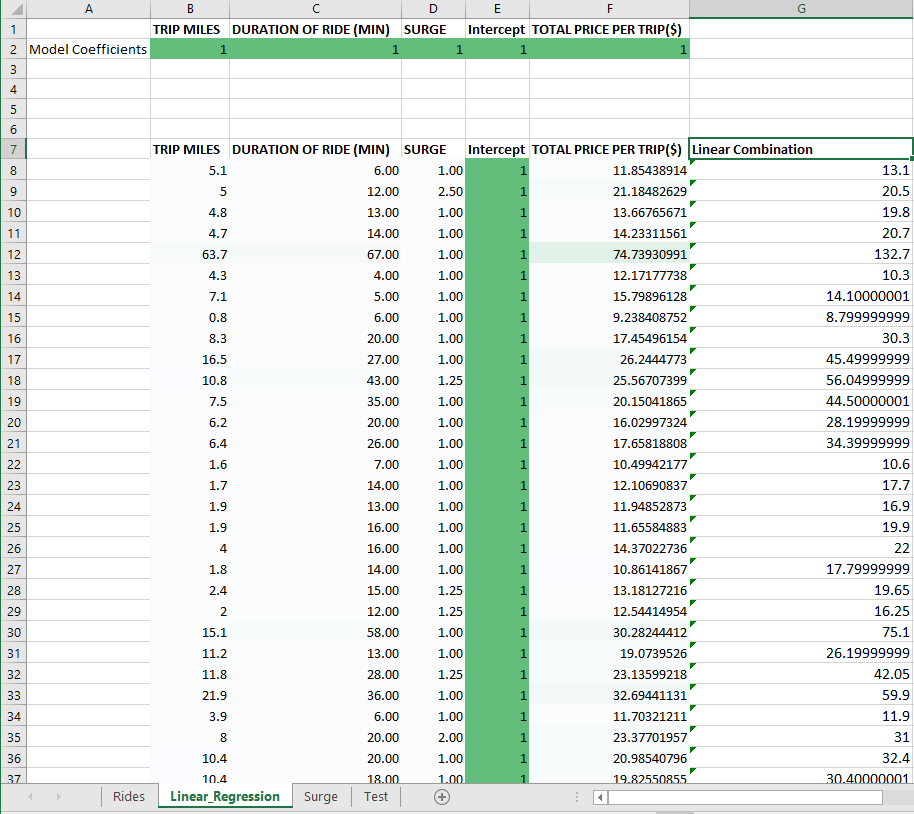 A B C D E F G
1 TRIP MILES DURATION OF RIDE (MIN) SURGE Intercept TOTAL PRICE PER TRIP($)
2 Model Coefficients 1 1 1 1 1
3
4
5
6
7 TRIP MILES DURATION OF RIDE (MIN) SURGE Intercept TOTAL PRICE PER TRIP($) Linear Combination
8 5.1 6.00 1.00 1 11.85438914 13.1
9 5 12.00 2.50 1 21.18482629 20.5
10 4.8 13.00 1.00 1 13.66765671 19.8
11 4.7 14.00 1.00 1 14.23311561 20.7
12 63.7 67.00 1.00 1 74.73930991 132.7
13 4.3 4.00 1.00 1 12.17177738 10.3
14 7.1 5.00 1.00 1 15.79896128 14.10000001
15 0.8 6.00 1.00 1 9.238408752 8.799999999
16 8.3 20.00 1.00 1 17.45496154 30.3
17 16.5 27.00 1.00 1 26.2444773 45.49999999
18 10.8 43.00 1.25 1 25.56707399 56.04999999
19 7.5 35.00 1.00 1 20.15041865 44.50000001
20 6.2 20.00 1.00 1 16.02997324 28.19999999
21 6.4 26.00 1.00 1 17.65818808 34.39999999
22 1.6 7.00 1.00 1 10.49942177 10.6
23 1.7 14.00 1.00 1 12.10690837 17.7
24 1.9 13.00 1.00 1 11.94852873 16.9
25 1.9 16.00 1.00 1 11.65584883 19.9
26 4 16.00 1.00 1 14.37022736 22
27 1.8 14.00 1.00 1 10.86141867 17.79999999
28 2.4 15.00 1.25 1 13.18127216 19.65
29 2 12.00 1.25 1 12.54414954 16.25
30 15.1 58.00 1.00 1 30.28244412 75.1
31 11.2 13.00 1.00 1 19.0739526 26.19999999
32 11.8 28.00 1.25 1 23.13599218 42.05
33 21.9 36.00 1.00 1 32.69441131 59.9
34 3.9 6.00 1.00 1 11.70321211 11.9
35 8 20.00 2.00 1 23.37701957 31
36 10.4 20.00 1.00 1 20.98540796 32.4
37 10.4 18.00 1.00 1 19.82550855 30.40000001
Rides Linear_Regression Surge Test